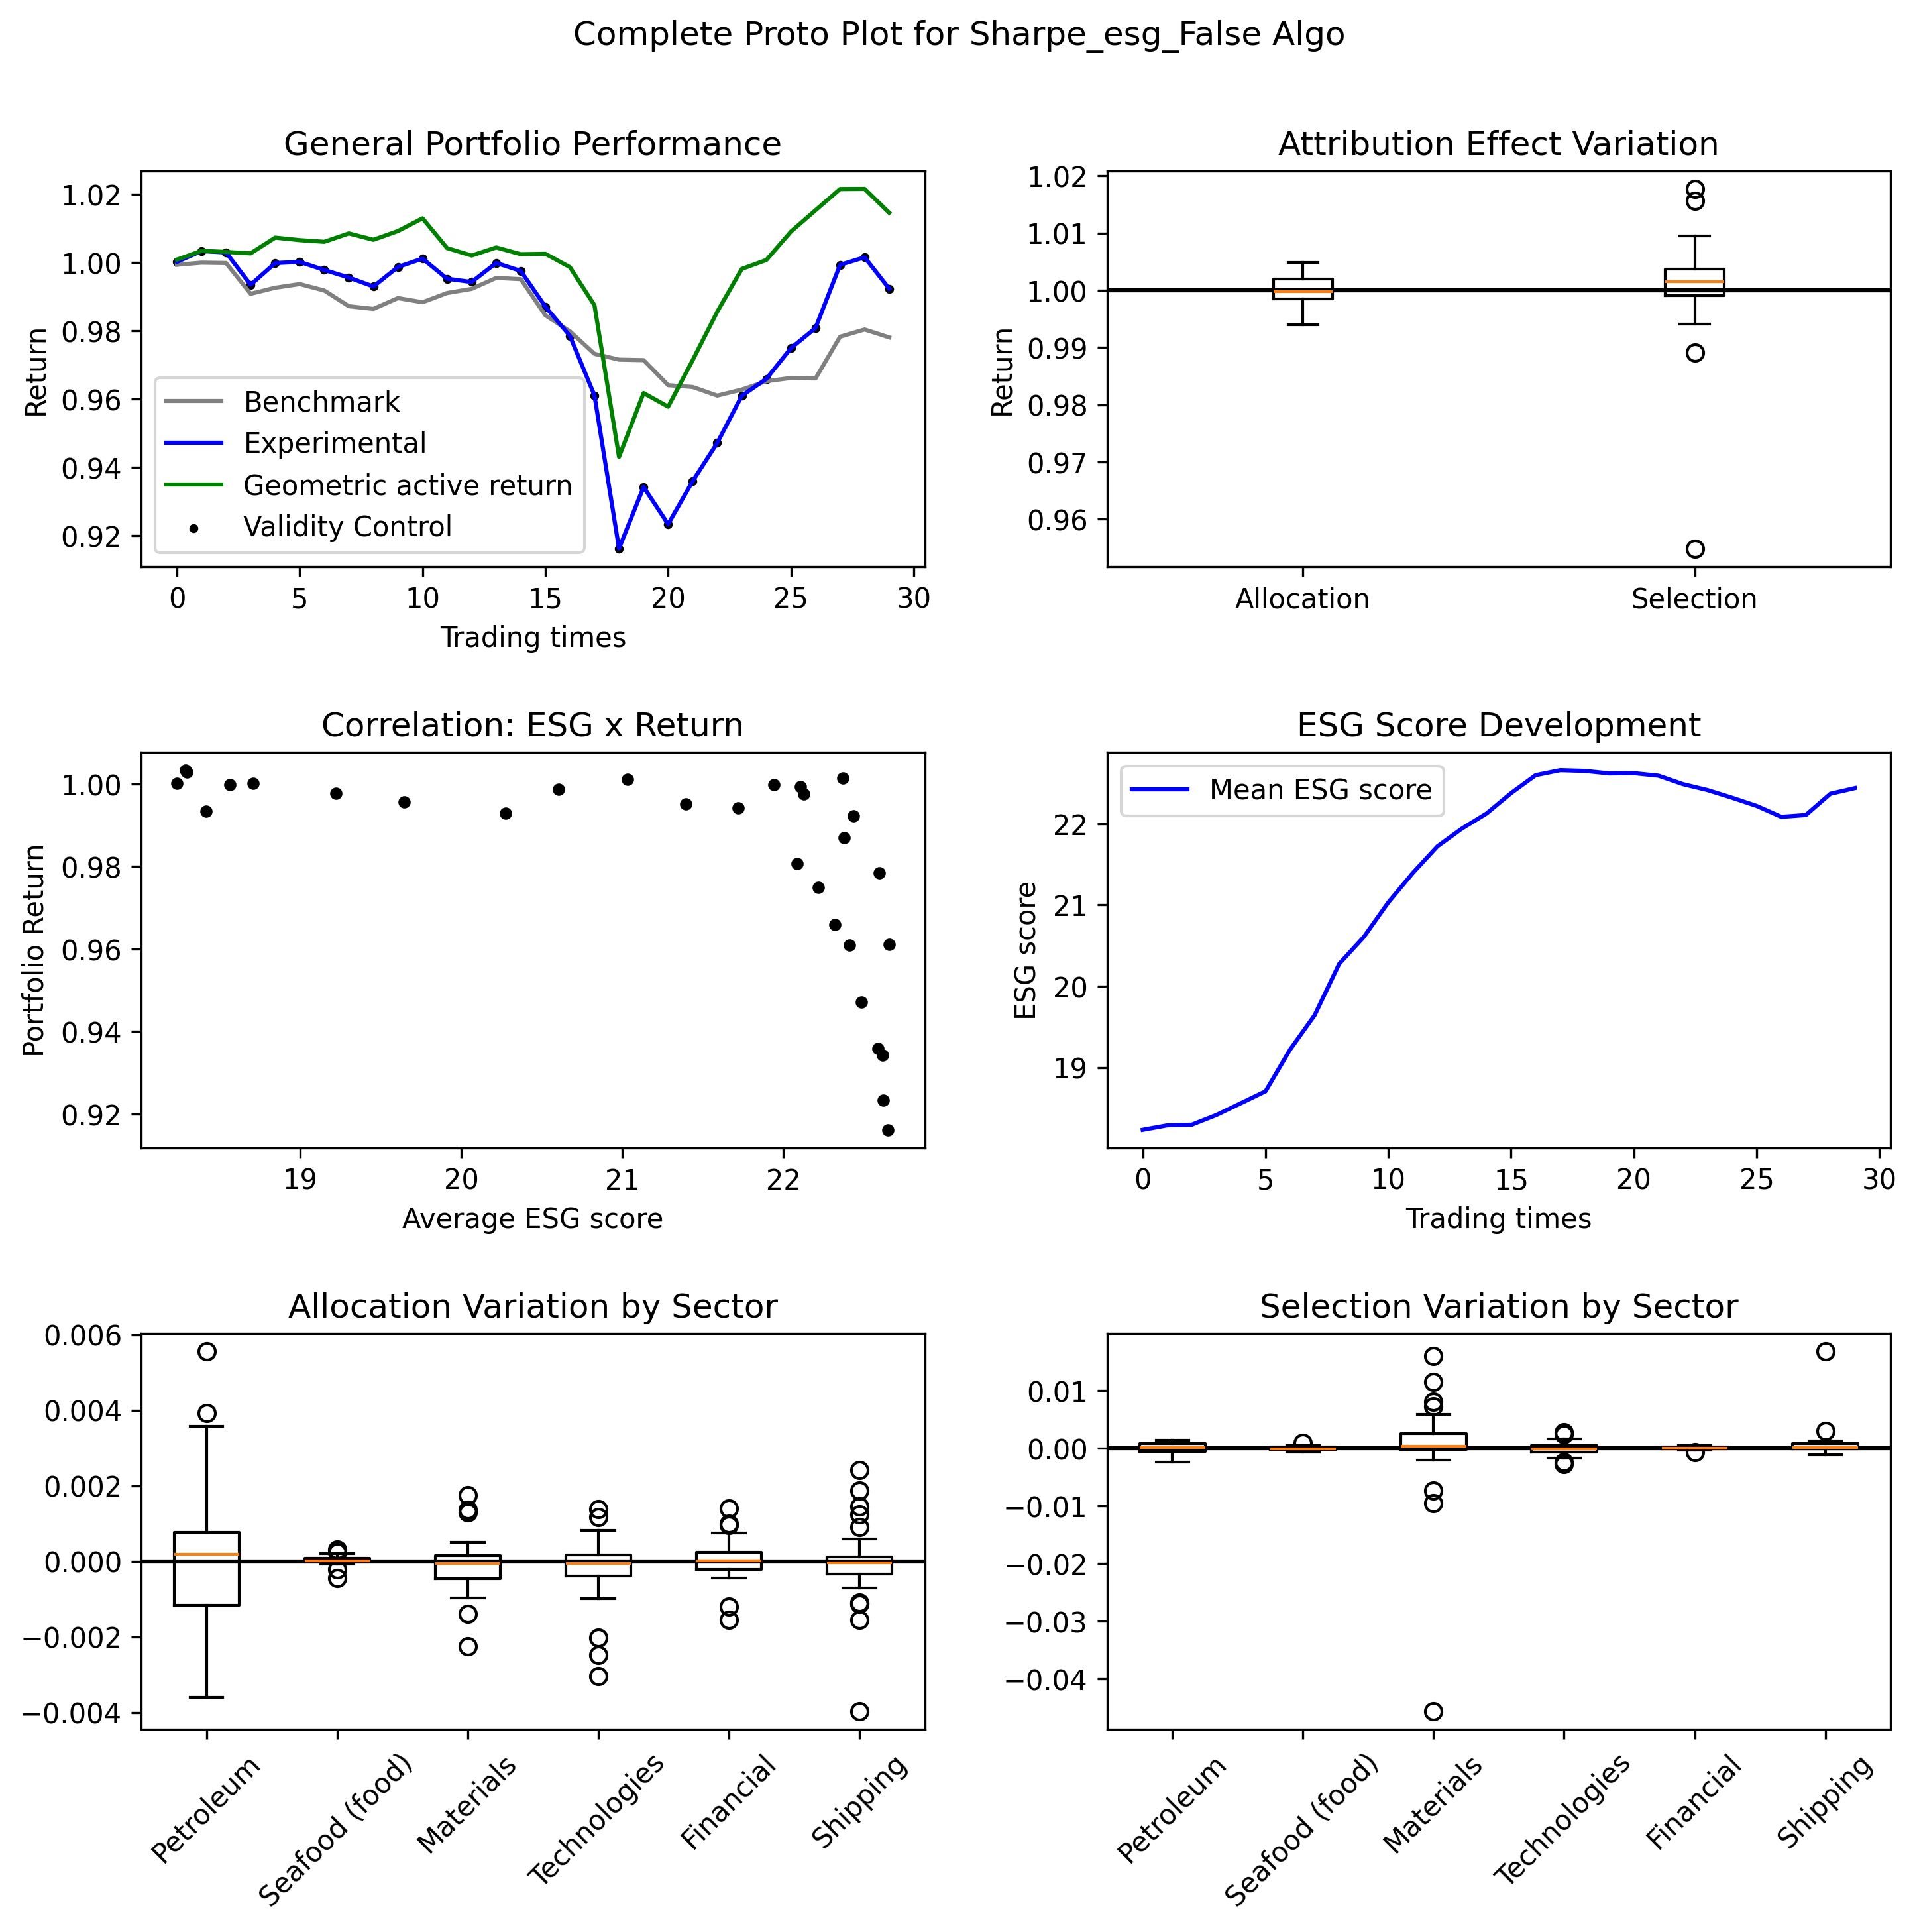 Complete Proto Plot for Sharpe_esg_False Algo
General Portfolio Performance
1.02
1.00
0.98
0.96
0.94
0.92
Return
Benchmark
Experimental
Geometric active return
Validity Control
0 5 10 15 20 25 30
Trading times
Attribution Effect Variation
1.02
1.01
1.00
0.99
0.98
0.97
0.96
Return
Allocation Selection
Correlation: ESG x Return
1.00
0.98
0.96
0.94
0.92
Portfolio Return
19 20 21 22
Average ESG score
ESG Score Development
Mean ESG score
22
21
20
19
ESG score
0 5 10 15 20 25 30
Trading times
Allocation Variation by Sector
0.006
0.004
0.002
0.000
−0.002
−0.004
Petroleum
Seafood (food)
Materials
Technologies
Financial
Shipping
Selection Variation by Sector
0.01
0.00
−0.01
−0.02
−0.03
−0.04
Petroleum
Seafood (food)
Materials
Technologies
Financial
Shipping